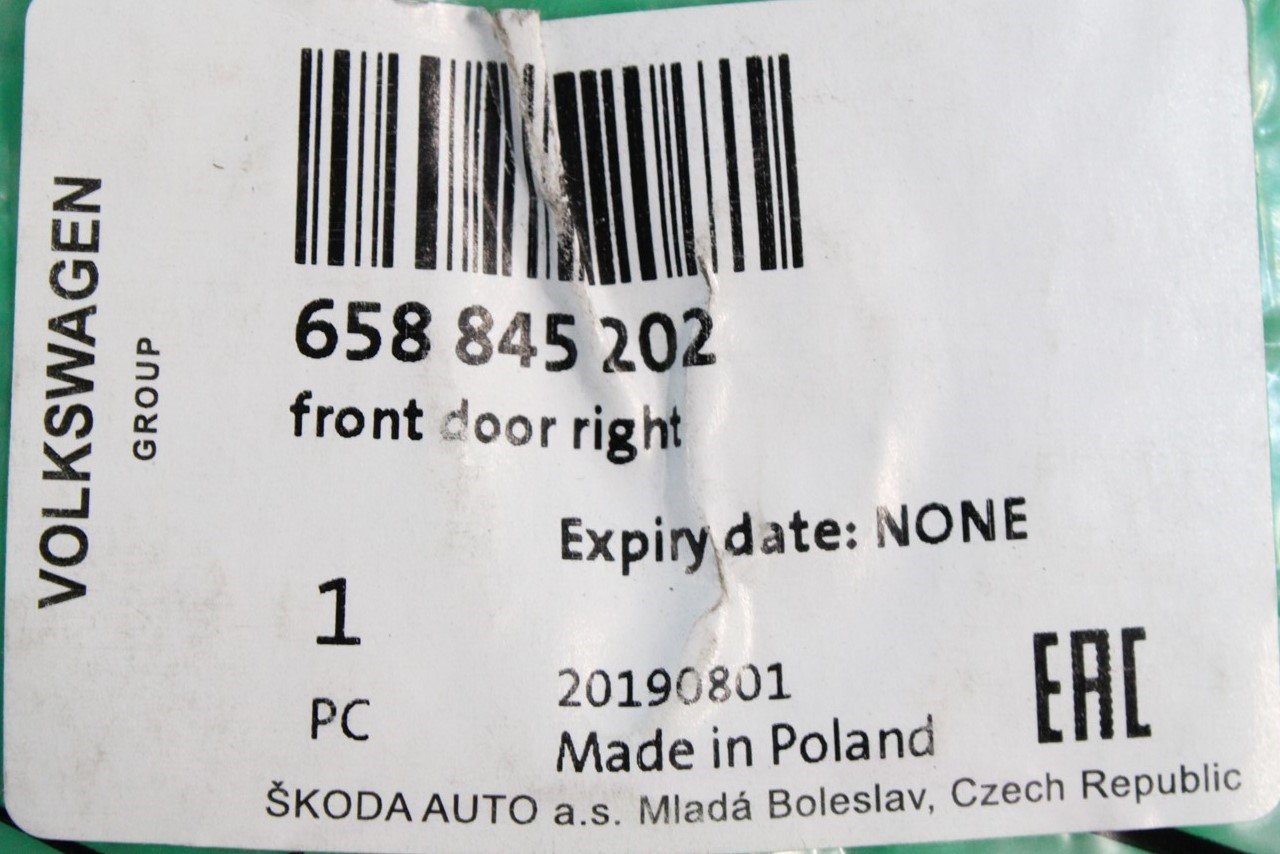 VOLKSWAGEN
GROUP
658 845 202
front door right
Expiry date: NONE
1
PC
20190801
Made in Poland
EAC
ŠKODA AUTO a.s. Mladá Boleslav, Czech Republic